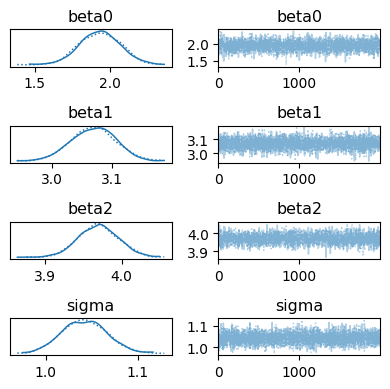 beta0 beta0
2.0
1.5
1.5 2.0 0 1000
beta1 beta1
3.1
3.0
3.0 3.1 0 1000
beta2 beta2
4.0
3.9
3.9 4.0 0 1000
sigma sigma
1.1
1.0
1.0 1.1 0 1000